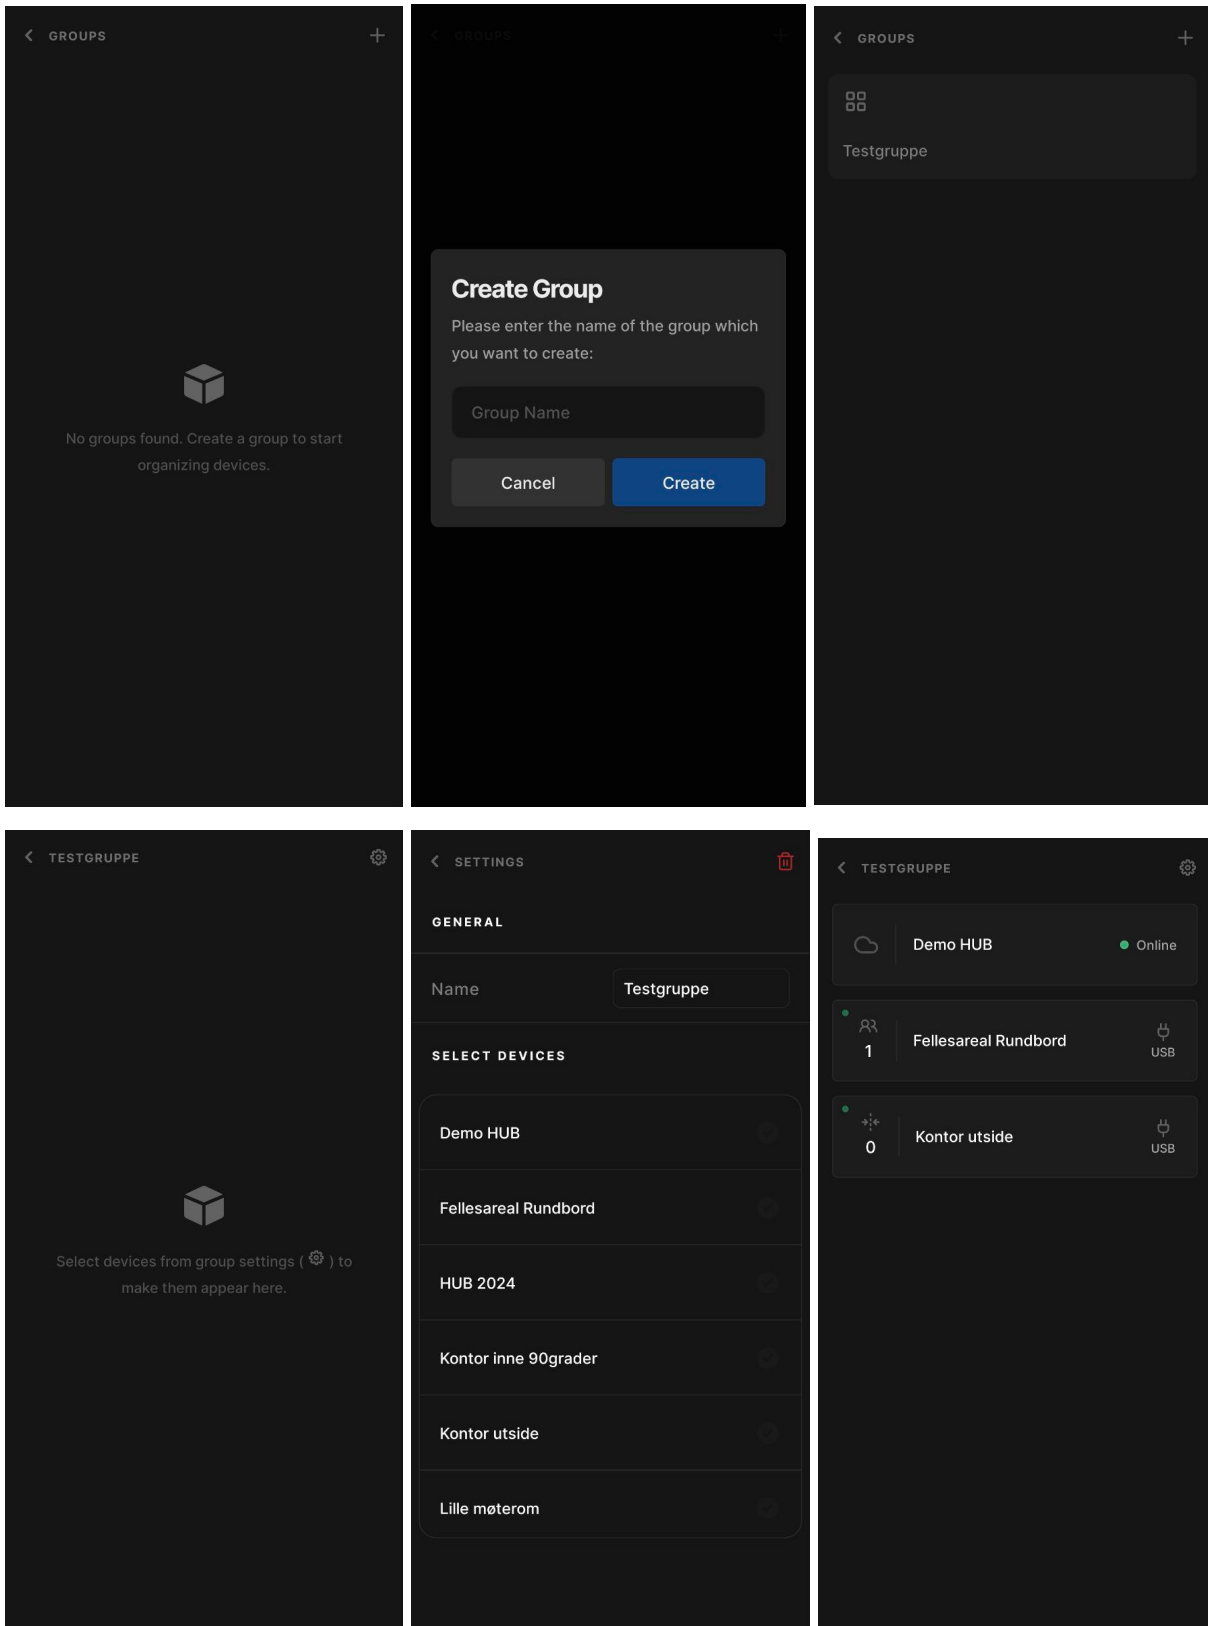 GROUPS
No groups found. Create a group to start
organizing devices.
GROUPS
Create Group
Please enter the name of the group which
you want to create:
Group Name
Cancel
Create
GROUPS
Testgruppe
TESTGRUPPE
Select devices from group settings ( ) to
make them appear here.
SETTINGS
GENERAL
Name
Testgruppe
SELECT DEVICES
Demo HUB
Fellesareal Rundbord
HUB 2024
Kontor inne 90grader
Kontor utside
Lille møterom
TESTGRUPPE
Demo HUB
Online
1
Fellesareal Rundbord
USB
0
Kontor utside
USB